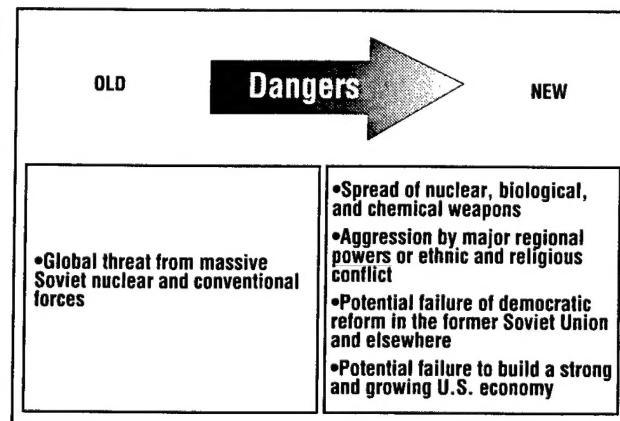 OLD
Dangers
NEW
•Global threat from massive
Soviet nuclear and conventional
forces
•Spread of nuclear, biological,
and chemical weapons
•Aggression by major regional
powers or ethnic and religious
conflict
•Potential failure of democratic
reform in the former Soviet Union
and elsewhere
•Potential failure to build a strong
and growing U.S. economy